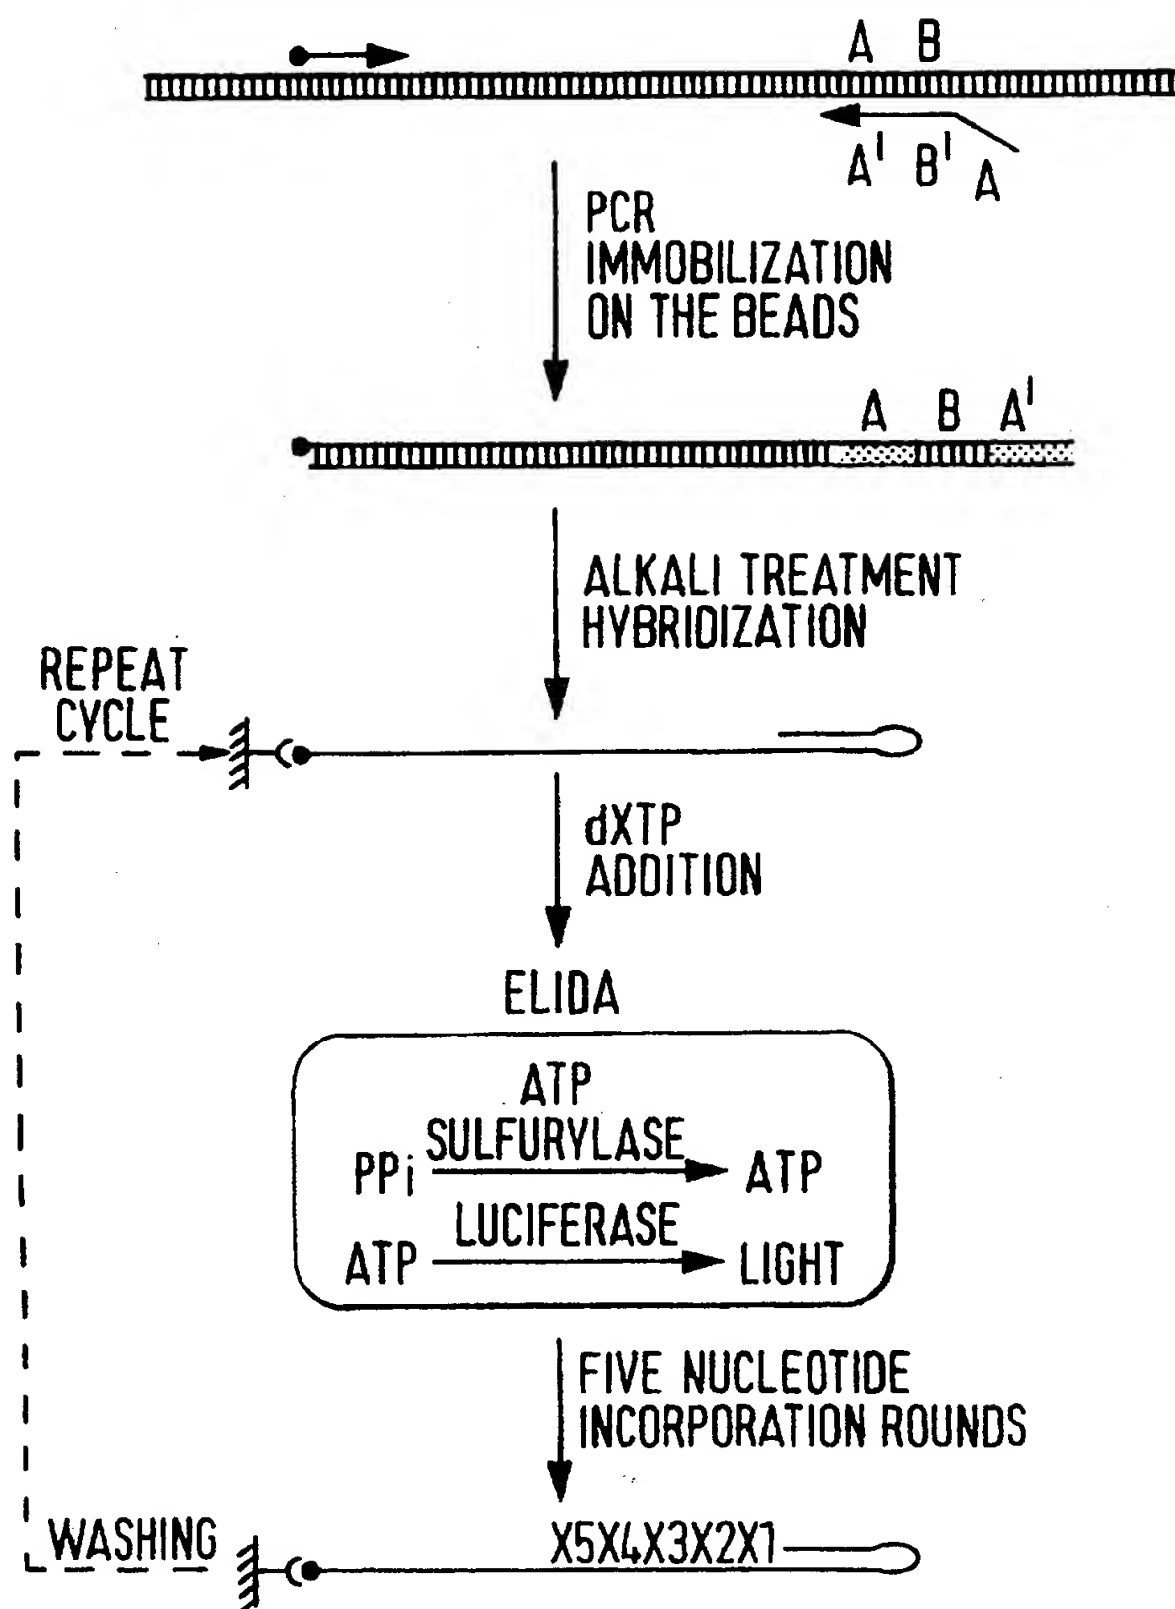 A B
A' B' A
PCR
IMMOBILIZATION
ON THE BEADS
A B A'
ALKALI TREATMENT
HYBRIDIZATION
REPEAT
CYCLE
dXTP
ADDITION
ELIDA
ATP
SULFURYLASE
PPi ATP
LUCIFERASE
ATP LIGHT
FIVE NUCLEOTIDE
INCORPORATION ROUNDS
WASHING
X5X4X3X2X1